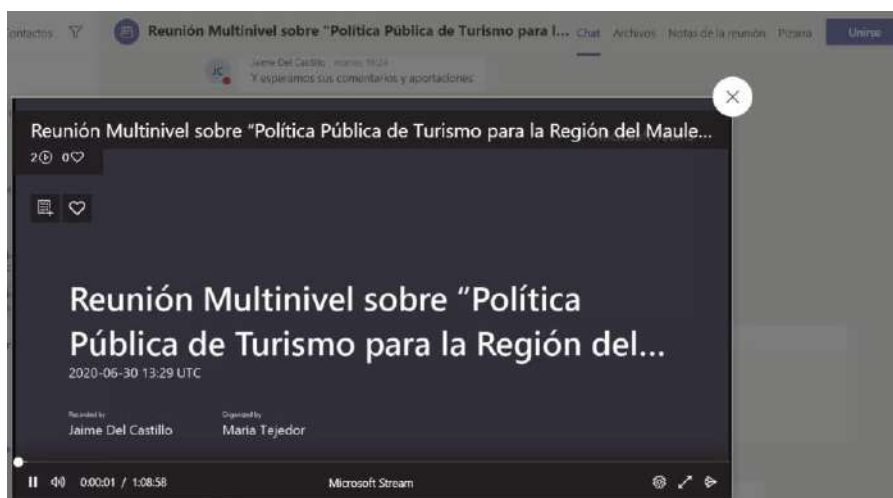 Contactos
Reunión Multinivel sobre "Política Pública de Turismo para l... Chat Archivos Notas de la reunión Pizarra Unirse
JC Jaime Del Castillo martes 16:24
Y esperamos sus comentarios y aportaciones
Reunión Multinivel sobre "Política Pública de Turismo para la Región del Maule...
2 0
Reunión Multinivel sobre "Política
Pública de Turismo para la Región del...
2020-06-30 13:29 UTC
Recorded by Organized by
Jaime Del Castillo Maria Tejedor
0:00:01 / 1:08:58 Microsoft Stream